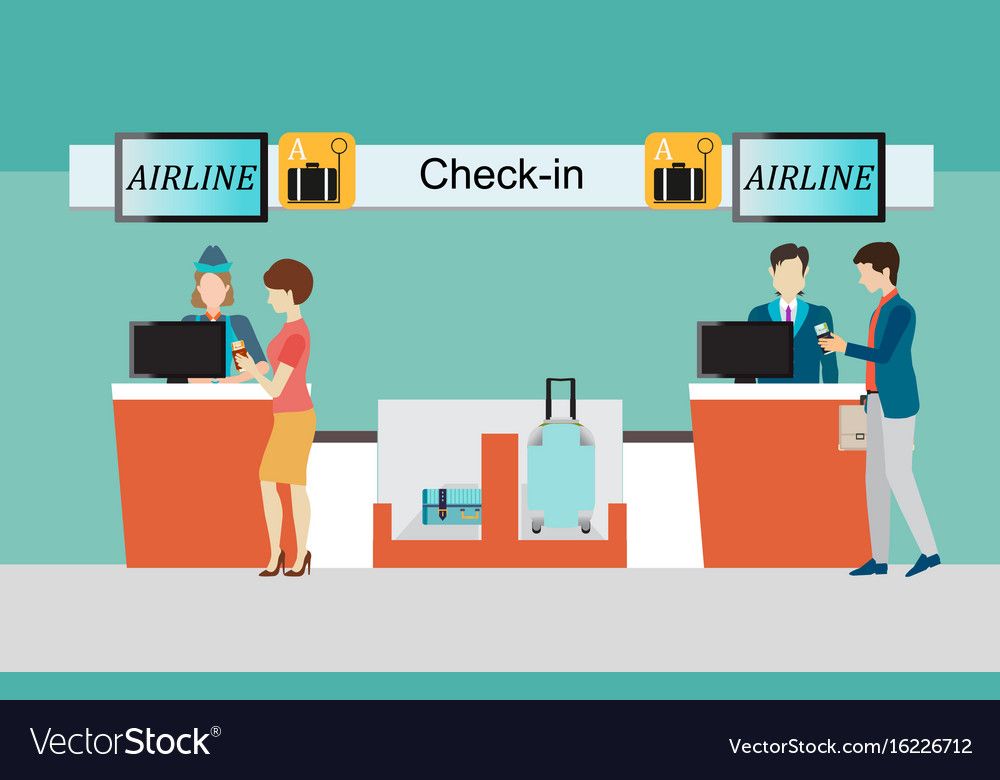 AIRLINE
A
Check-in
A
AIRLINE
VectorStock®
VectorStock.com/16226712